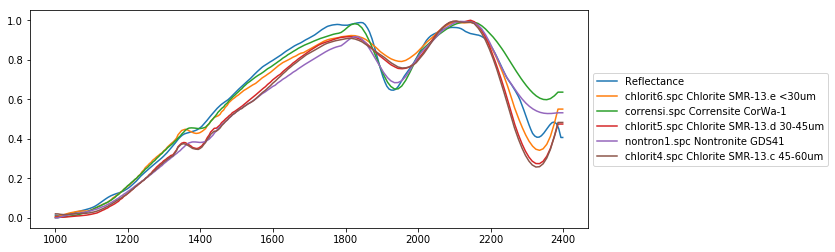 1.0
0.8
0.6
0.4
0.2
0.0
1000 1200 1400 1600 1800 2000 2200 2400
Reflectance
chlorit6.spc Chlorite SMR-13.e <30um
corrensi.spc Corrensite CorWa-1
chlorit5.spc Chlorite SMR-13.d 30-45um
nontron1.spc Nontronite GDS41
chlorit4.spc Chlorite SMR-13.c 45-60um